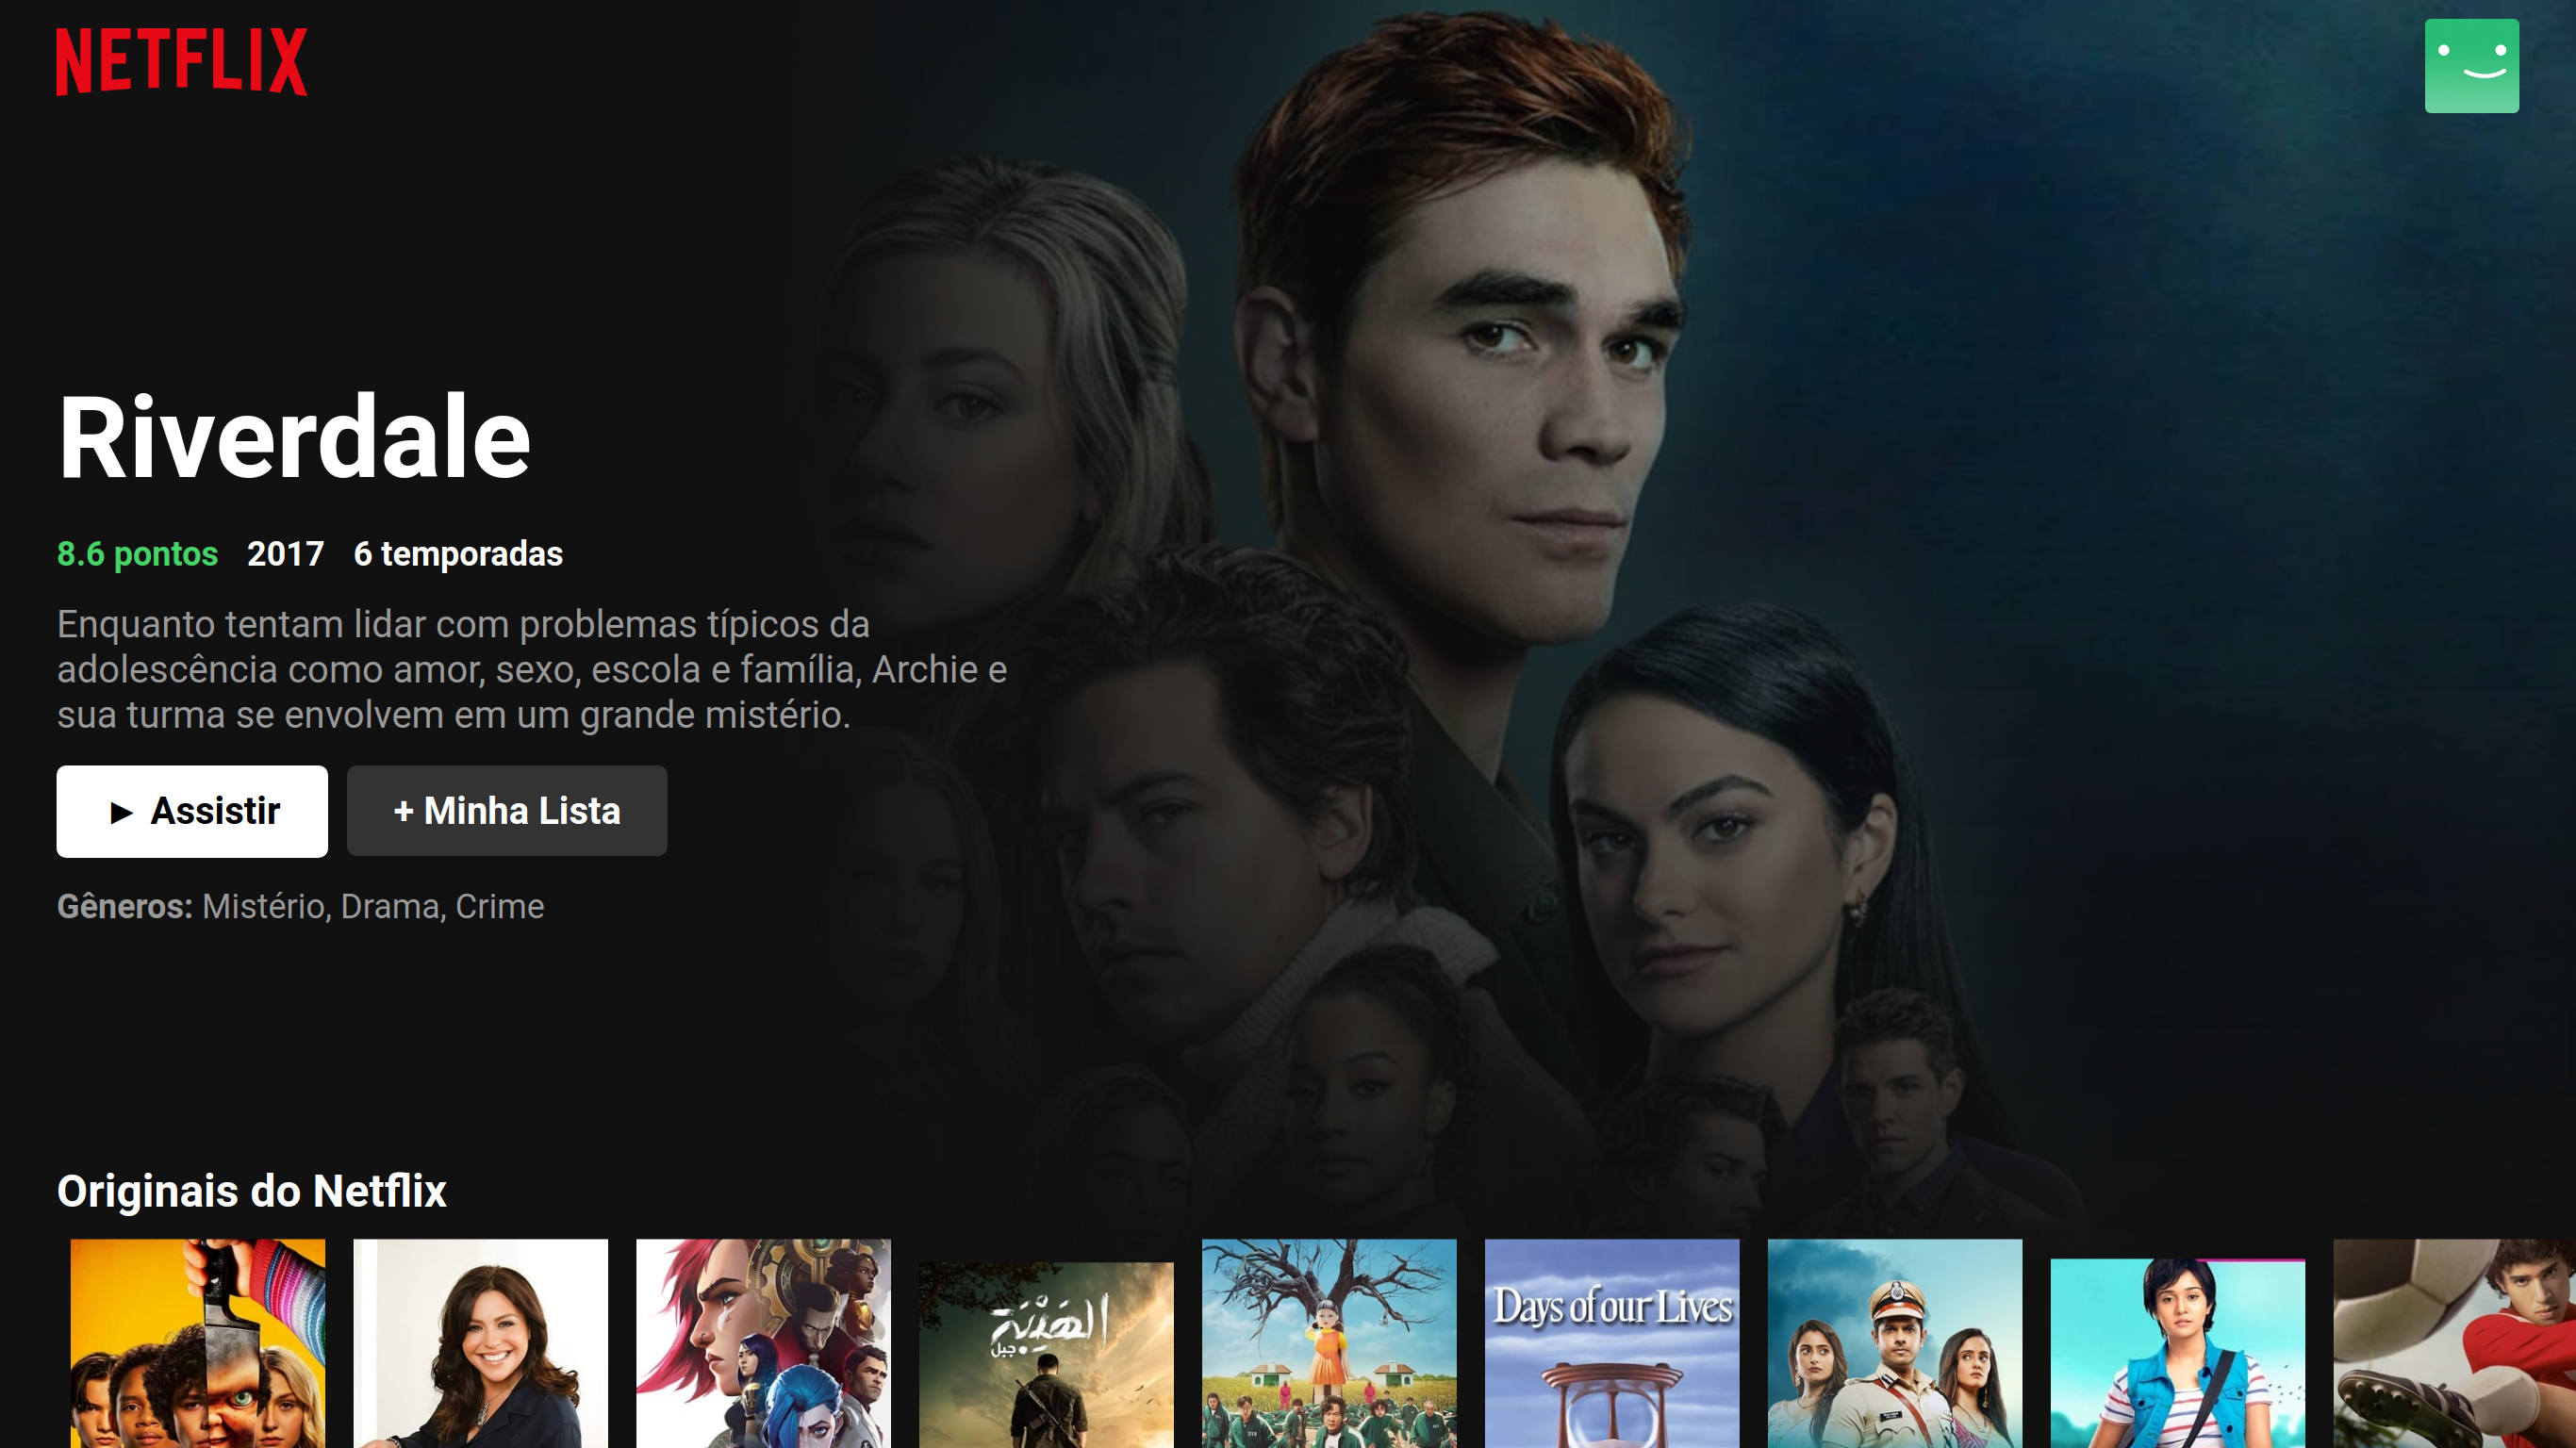 NETFLIX
Riverdale
8.6 pontos 2017 6 temporadas
Enquanto tentam lidar com problemas típicos da
adolescência como amor, sexo, escola e família, Archie e
sua turma se envolvem em um grande mistério.
► Assistir
+ Minha Lista
Gêneros: Mistério, Drama, Crime
Originais do Netflix
الهيبة
جبل
Days of our Lives